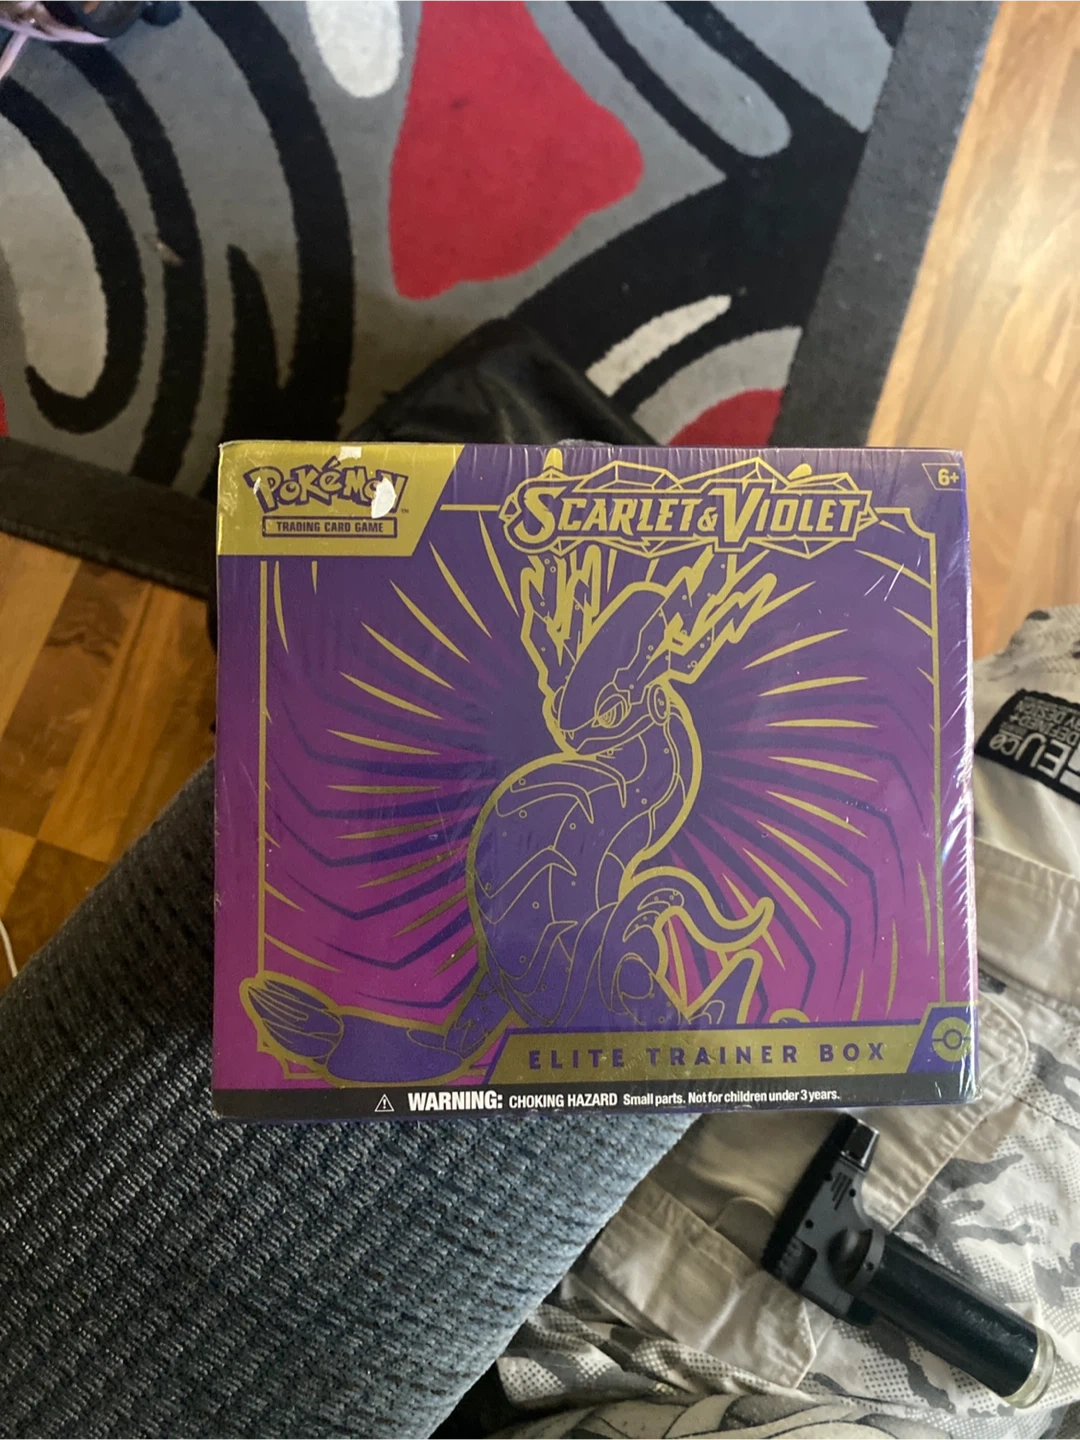 POKéMON
TRADING CARD GAME
SCARLET & VIOLET
6+
ELITE TRAINER BOX
WARNING: CHOKING HAZARD Small parts. Not for children under 3 years.